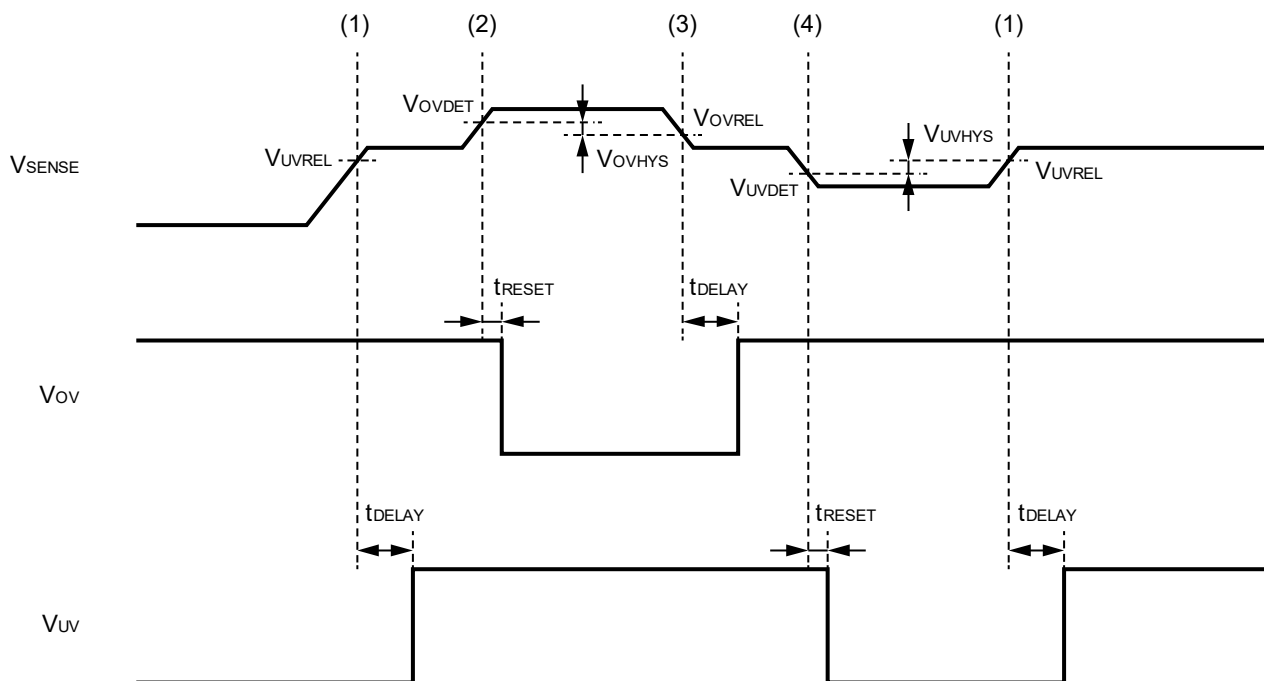 (1) (2) (3) (4) (1)
VOVDET VOVREL VUVHYS
VSENSE VUVREL VOVHYS VUVDET VUVREL
tRESET tDELAY
VOV
tDELAY tRESET tDELAY
VUV